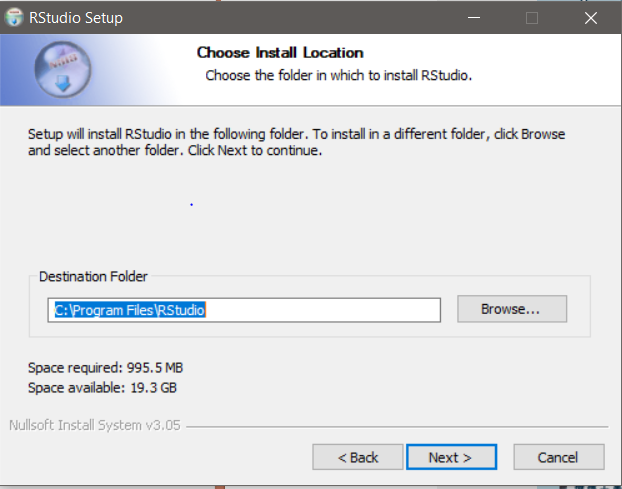 RStudio Setup
Choose Install Location
Choose the folder in which to install RStudio.
Setup will install RStudio in the following folder. To install in a different folder, click Browse
and select another folder. Click Next to continue.
Destination Folder
C:\Program Files\RStudio
Browse...
Space required: 995.5 MB
Space available: 19.3 GB
Nullsoft Install System v3.05
< Back
Next >
Cancel